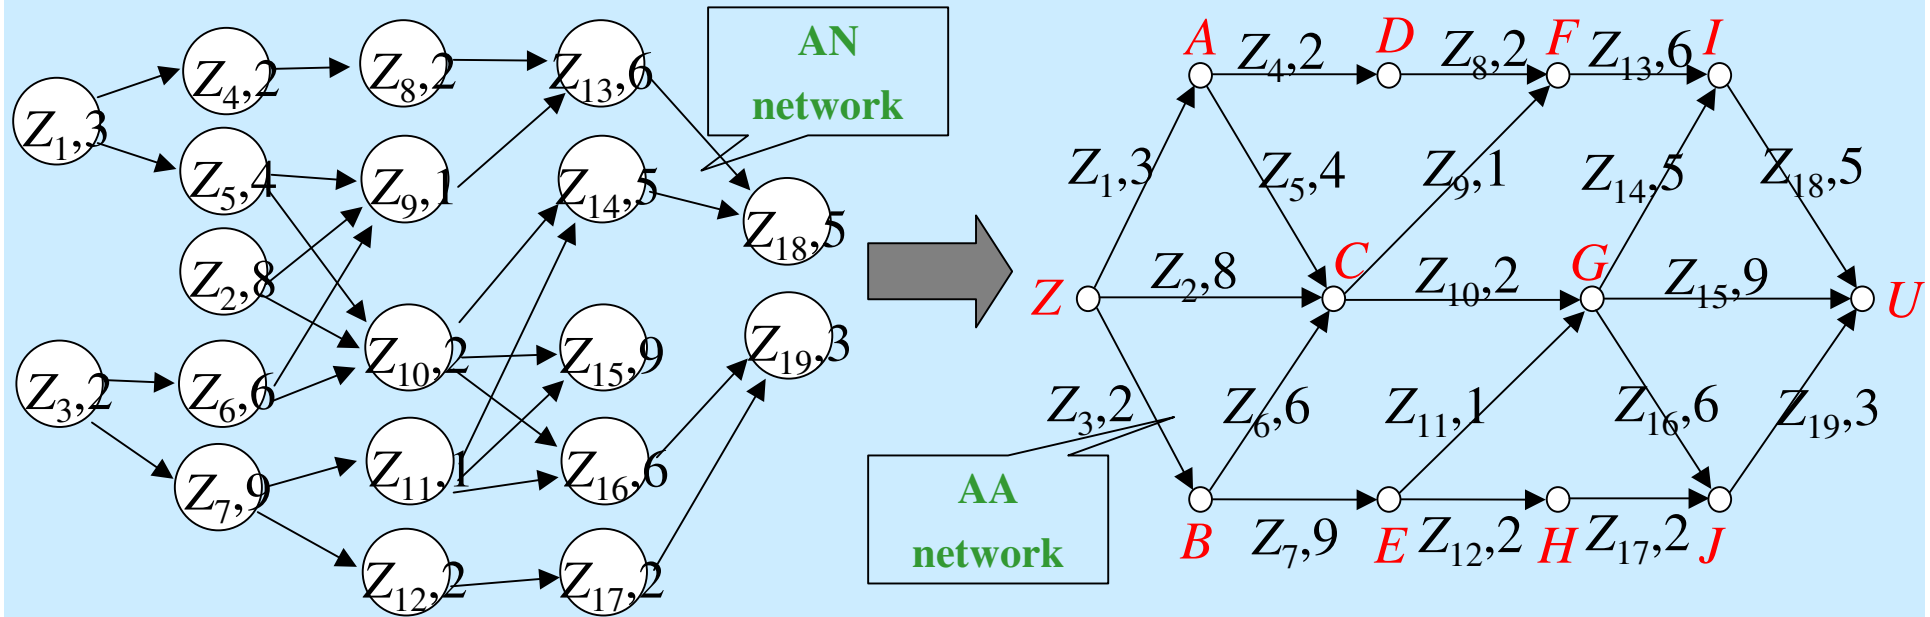 Z4,2
Z8,2
Z13,6
Z1,3
Z5,4
Z9,1
Z14,5
Z18,5
Z2,8
Z10,2
Z15,9
Z19,3
Z3,2
Z6,6
Z7,9
Z11,1
Z16,6
Z12,2
Z17,2
AN
network
A
Z4,2
D
Z8,2
F
Z13,6
I
Z1,3
Z5,4
Z9,1
Z14,5
Z18,5
Z
Z2,8
C
Z10,2
G
Z15,9
U
Z3,2
Z6,6
Z11,1
Z16,6
Z19,3
AA
network
B
Z7,9
E
Z12,2
H
Z17,2
J